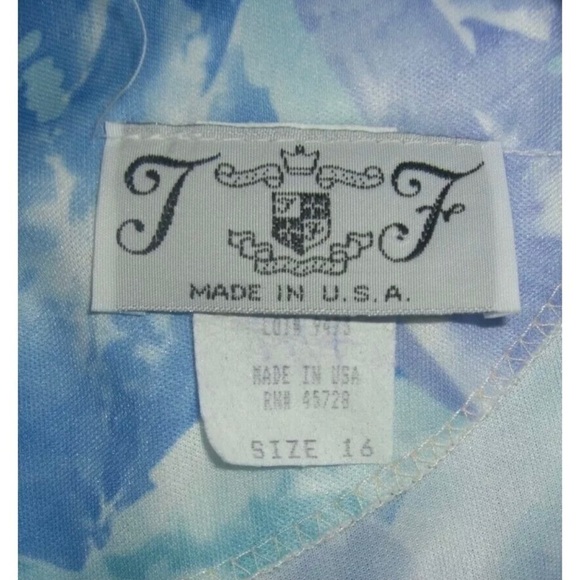 J F
MADE IN U.S.A.
MADE IN USA
RN# 45728
SIZE 16